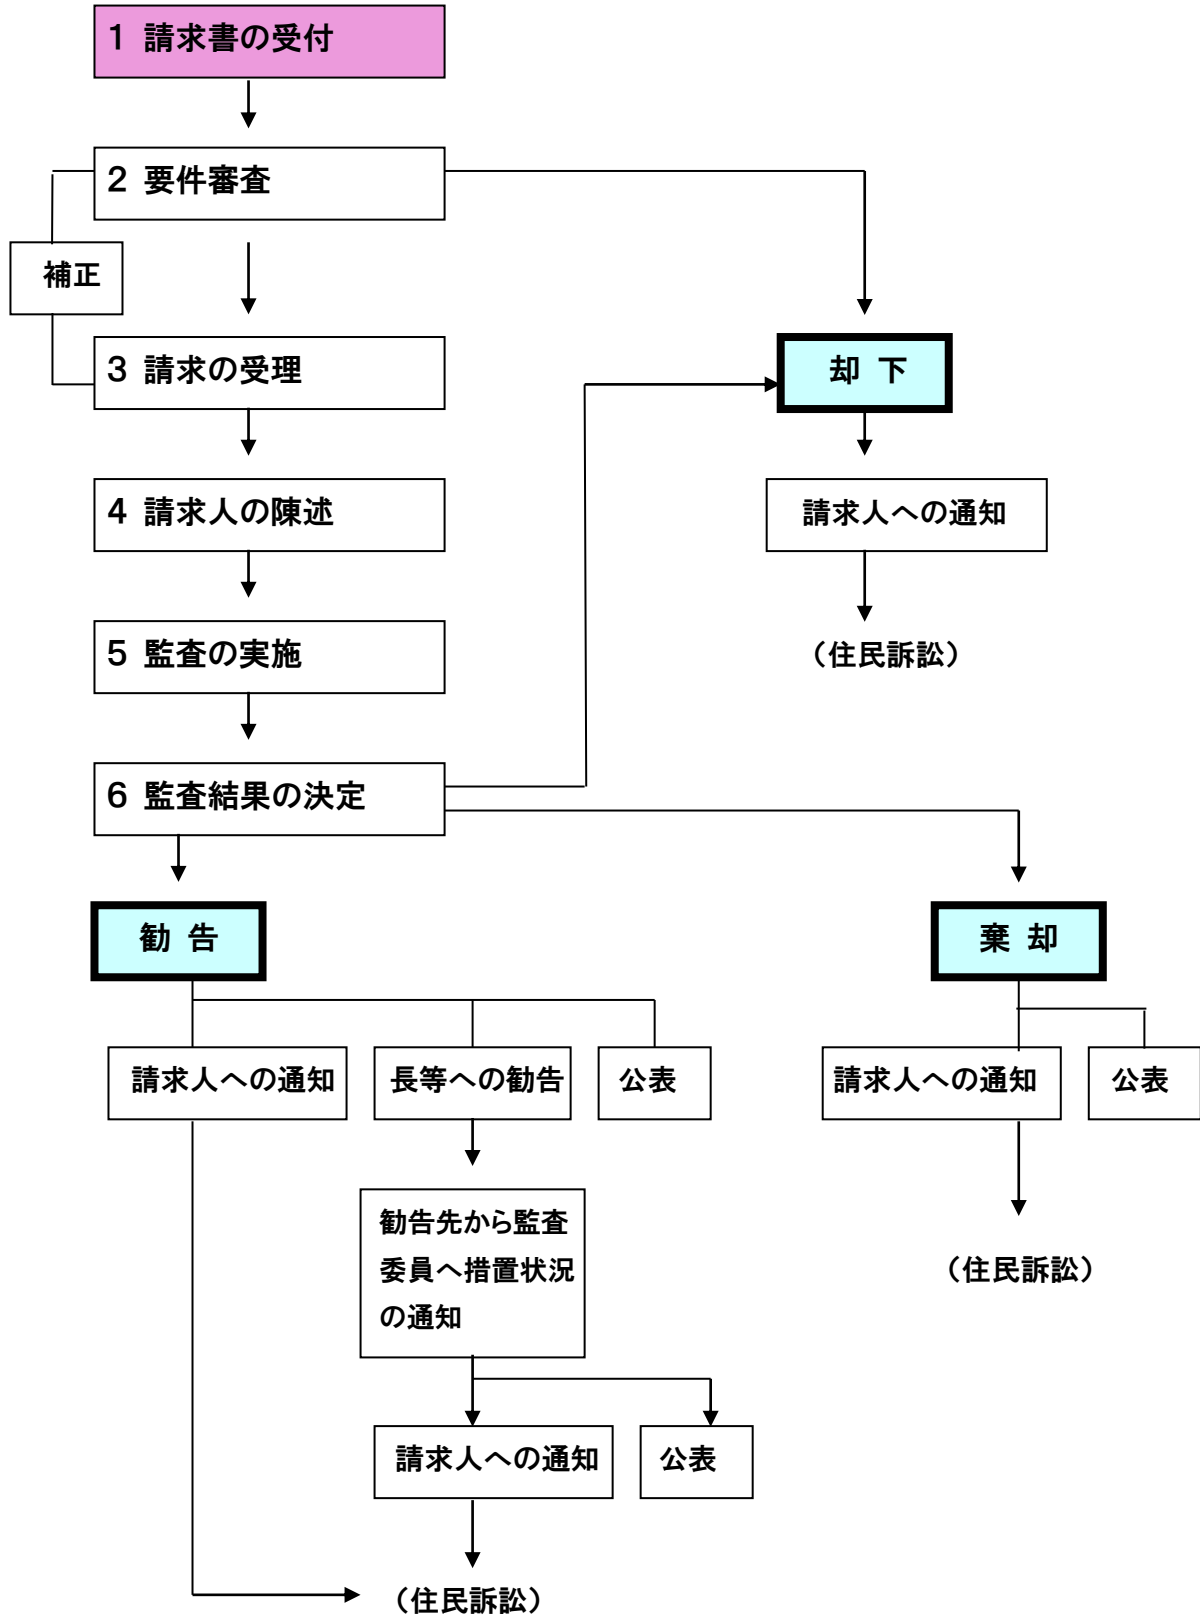 1 請求書の受付
2 要件審査
補正
3 請求の受理
却 下
4 請求人の陳述
請求人への通知
5 監査の実施
（住民訴訟）
6 監査結果の決定
勧 告
棄 却
請求人への通知
長等への勧告
公表
請求人への通知
公表
勧告先から監査
委員へ措置状況
の通知
（住民訴訟）
請求人への通知
公表
（住民訴訟）